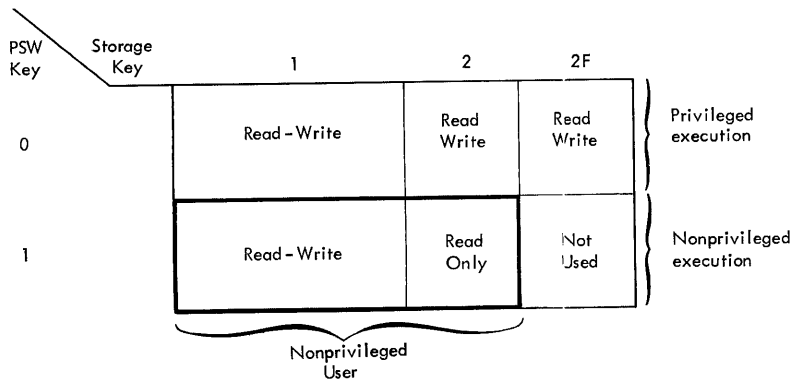 PSW Key
Storage Key
1
2
2F
0
Read-Write
Read Write
Read Write
Privileged execution
1
Read-Write
Read Only
Not Used
Nonprivileged execution
Nonprivileged User